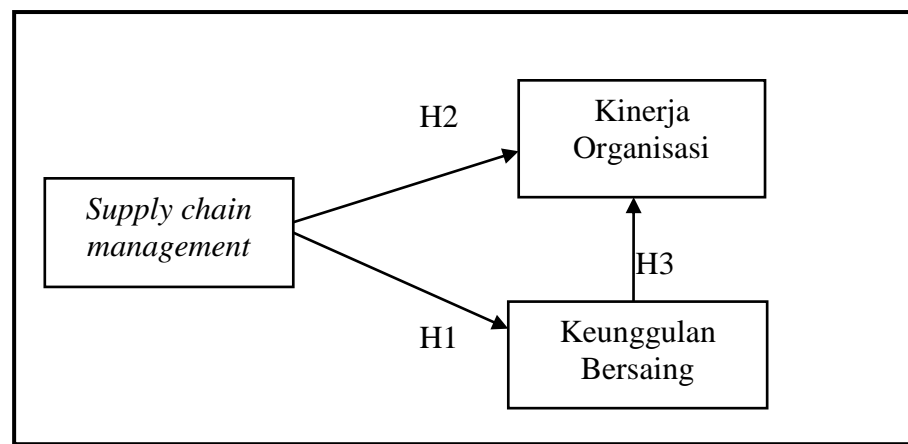 H2
Kinerja
Organisasi
Supply chain
management
H3
H1
Keunggulan
Bersaing